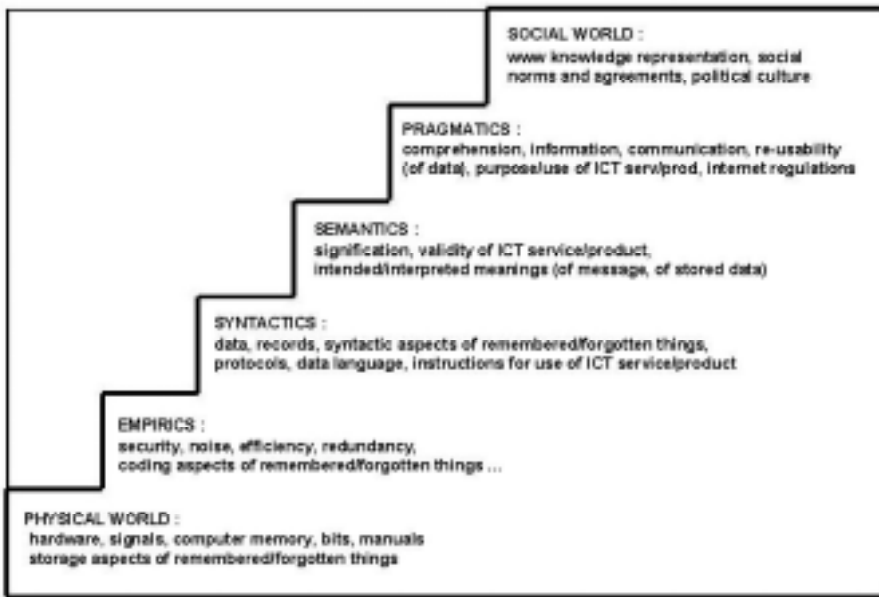 SOCIAL WORLD :
www knowledge representation, social
norms and agreements, political culture
PRAGMATICS :
comprehension, information, communication, re-usability
(of data), purpose/use of ICT serv/prod, internet regulations
SEMANTICS :
signification, validity of ICT service/product,
intended/interpreted meanings (of message, of stored data)
SYNTACTICS :
data, records, syntactic aspects of remembered/forgotten things,
protocols, data language, instructions for use of ICT service/product
EMPIRICS :
security, noise, efficiency, redundancy,
coding aspects of remembered/forgotten things ...
PHYSICAL WORLD :
hardware, signals, computer memory, bits, manuals
storage aspects of remembered/forgotten things